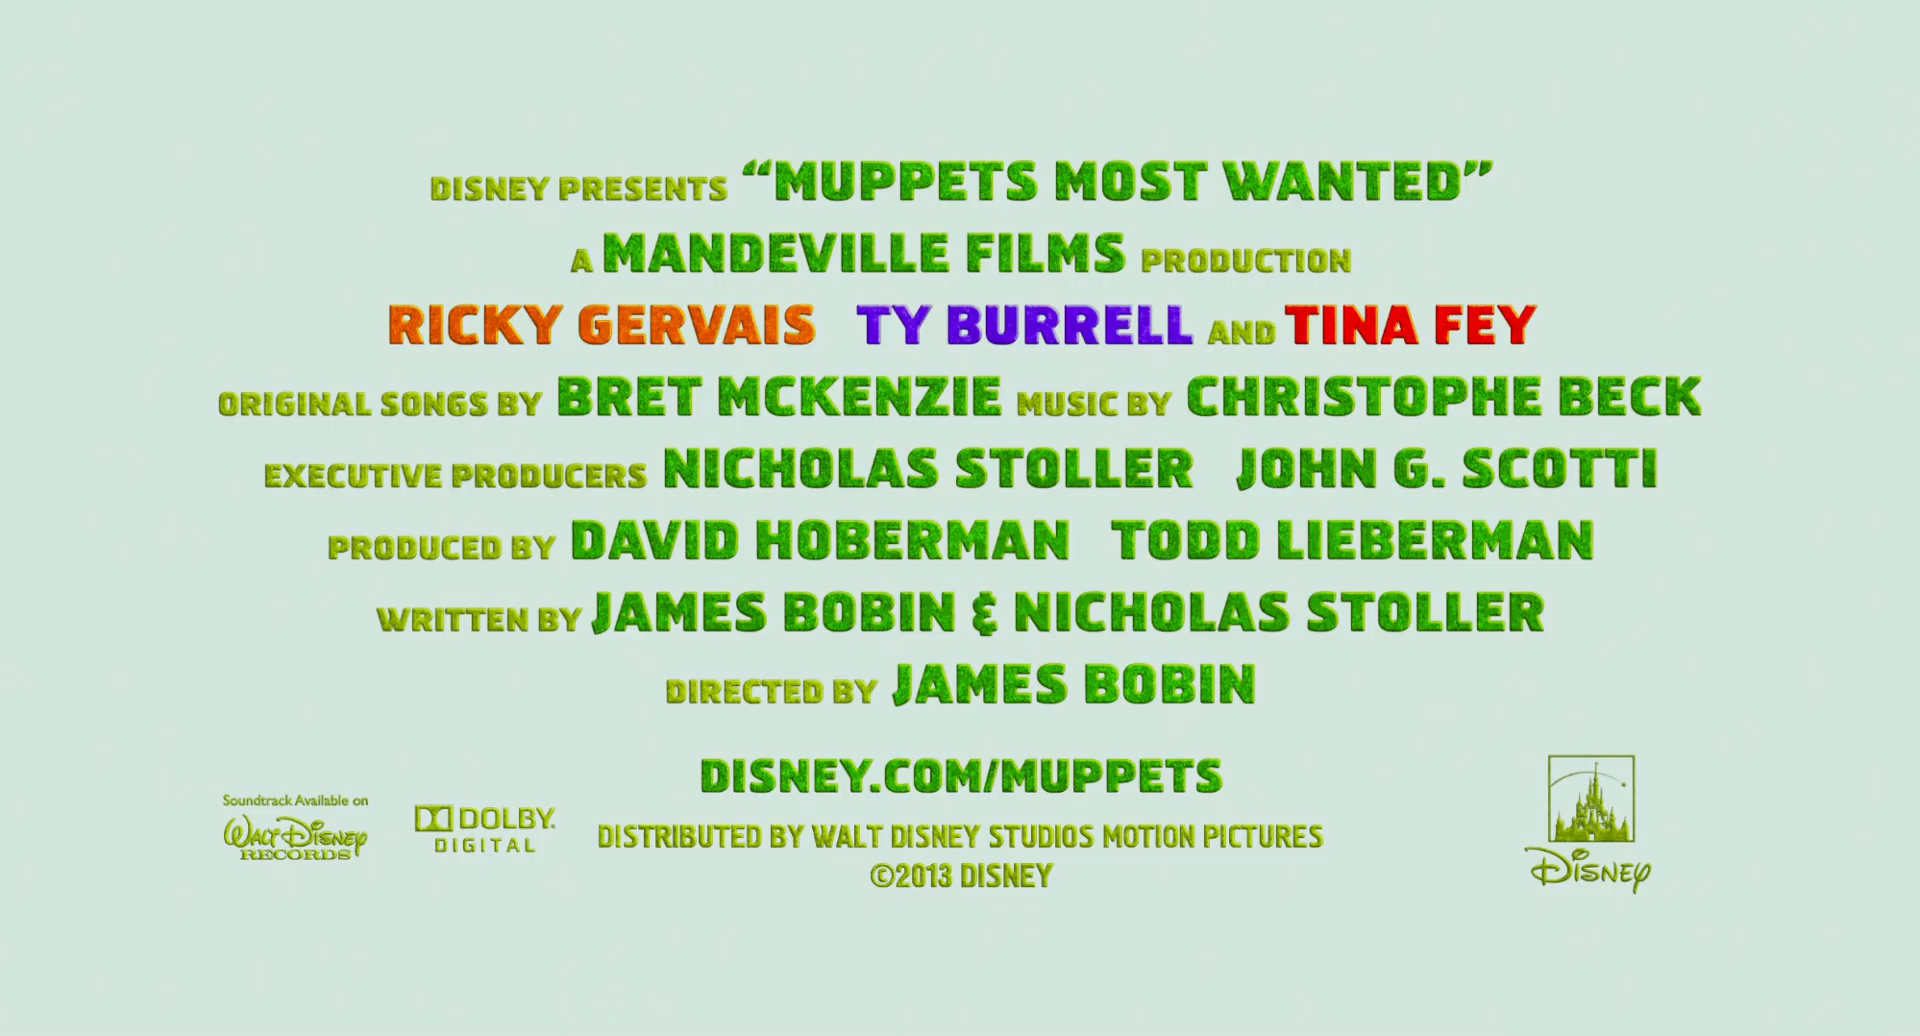 DISNEY PRESENTS “MUPPETS MOST WANTED”
A MANDEVILLE FILMS PRODUCTION
RICKY GERVAIS TY BURRELL AND TINA FEY
ORIGINAL SONGS BY BRET MCKENZIE MUSIC BY CHRISTOPHE BECK
EXECUTIVE PRODUCERS NICHOLAS STOLLER JOHN G. SCOTTI
PRODUCED BY DAVID HOBERMAN TODD LIEBERMAN
WRITTEN BY JAMES BOBIN & NICHOLAS STOLLER
DIRECTED BY JAMES BOBIN
DISNEY.COM/MUPPETS
Soundtrack Available on
WALT DISNEY
RECORDS
DOLBY.
DIGITAL
DISTRIBUTED BY WALT DISNEY STUDIOS MOTION PICTURES
©2013 DISNEY
DISNEY